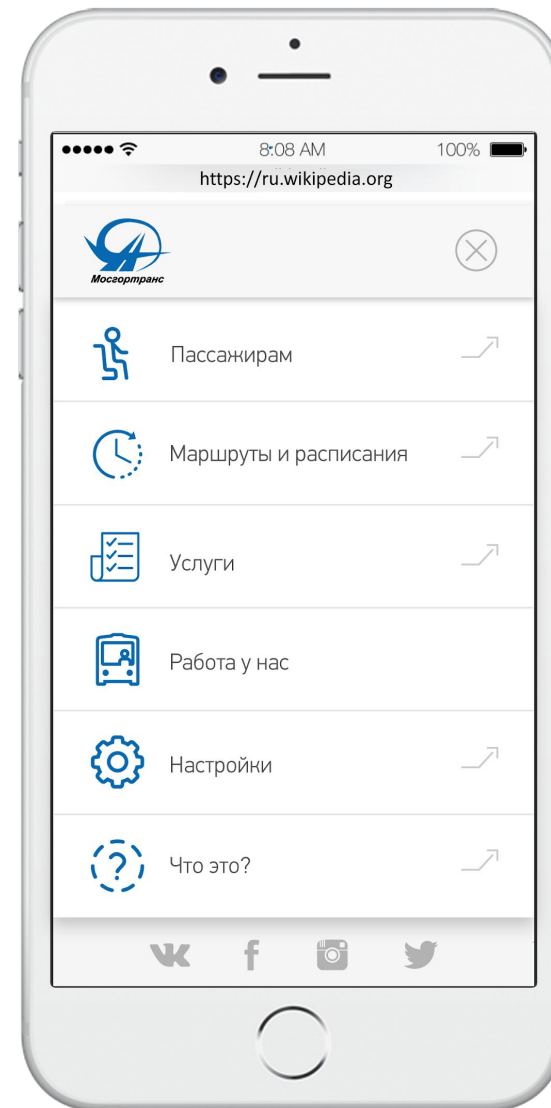 8:08 AM 100%
https://ru.wikipedia.org
Мосгортранс
Пассажирам
Маршруты и расписания
Услуги
Работа у нас
Настройки
Что это?